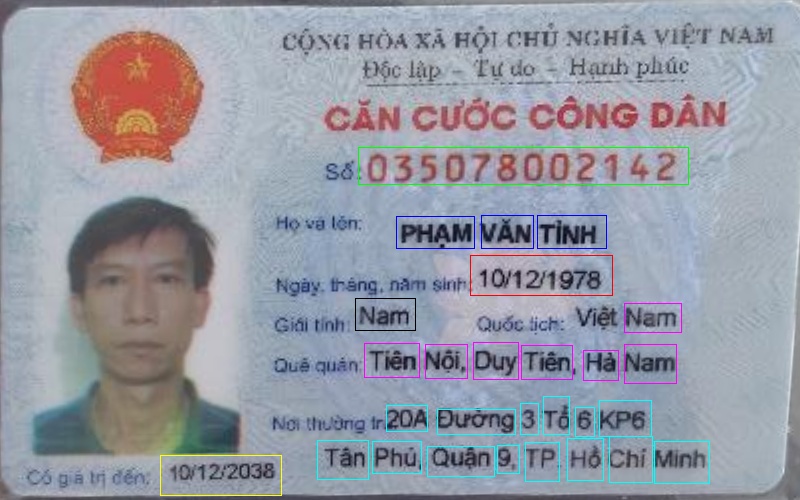 CỘNG HÒA XÃ HỘI CHỦ NGHĨA VIỆT NAM
Độc lập - Tự do - Hạnh phúc
CĂN CƯỚC CÔNG DÂN
Số: 035078002142
Họ và tên: PHẠM VĂN TỈNH
Ngày, tháng, năm sinh: 10/12/1978
Giới tính: Nam Quốc tịch: Việt Nam
Quê quán: Tiên Nội, Duy Tiên, Hà Nam
Nơi thường trú: 20A Đường 3 Tổ 6 KP6
Tân Phú, Quận 9, TP. Hồ Chí Minh
Có giá trị đến: 10/12/2038